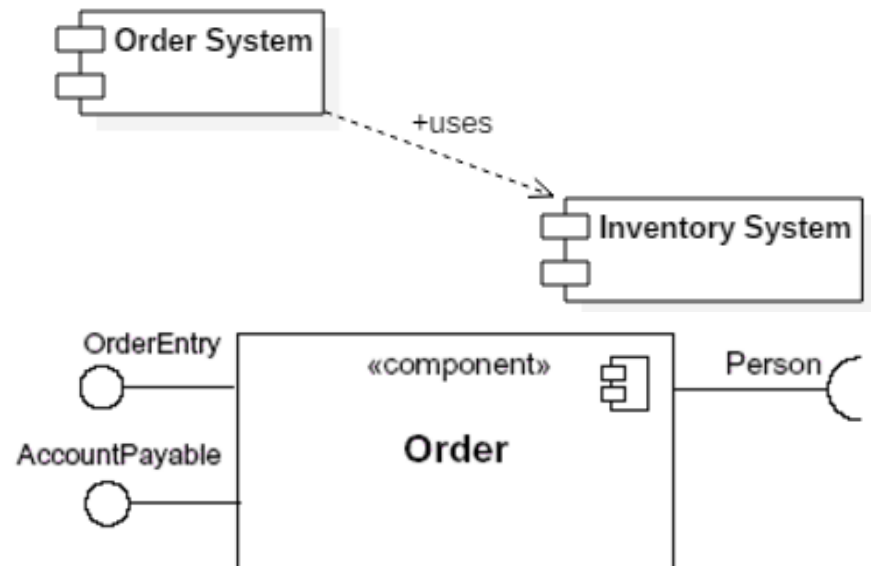 Order System
+uses
Inventory System
OrderEntry
«component»
Person
Order
AccountPayable